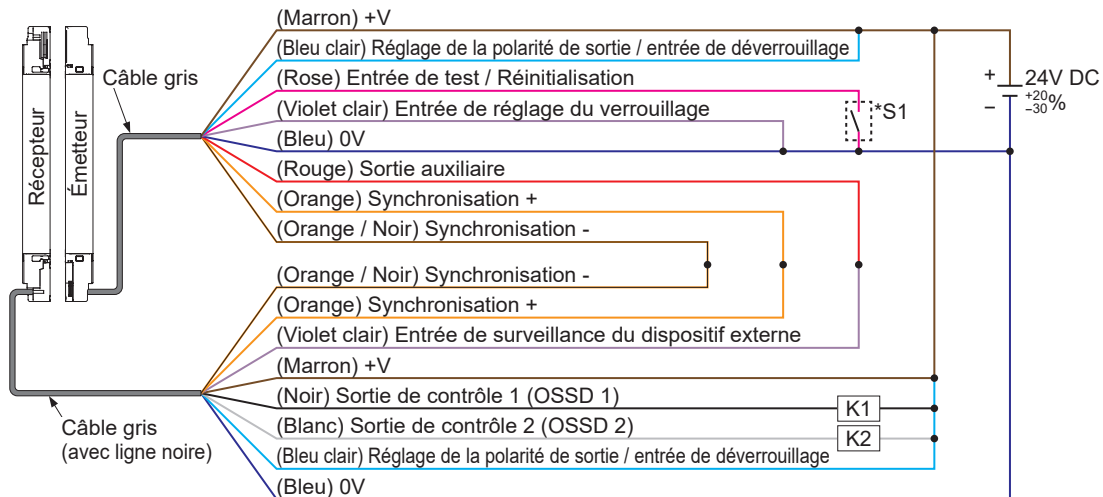 (Marron) +V
(Bleu clair) Réglage de la polarité de sortie / entrée de déverrouillage
Câble gris
(Rose) Entrée de test / Réinitialisation
+ 24V DC
+20
−30 %
−
(Violet clair) Entrée de réglage du verrouillage
*S1
(Bleu) 0V
Récepteur
Émetteur
(Rouge) Sortie auxiliaire
(Orange) Synchronisation +
(Orange / Noir) Synchronisation -
(Orange / Noir) Synchronisation -
(Orange) Synchronisation +
(Violet clair) Entrée de surveillance du dispositif externe
(Marron) +V
(Noir) Sortie de contrôle 1 (OSSD 1)
K1
Câble gris
(avec ligne noire)
(Blanc) Sortie de contrôle 2 (OSSD 2)
K2
(Bleu clair) Réglage de la polarité de sortie / entrée de déverrouillage
(Bleu) 0V